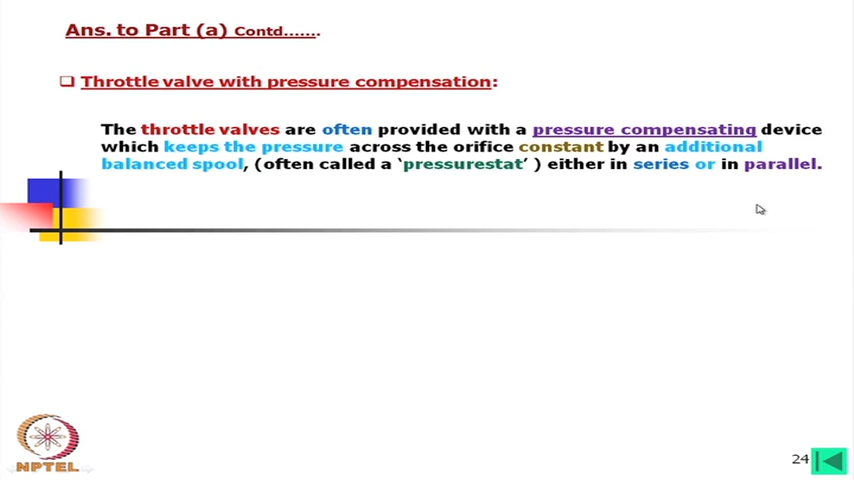 Ans. to Part (a) Contd…….
❑ Throttle valve with pressure compensation:
The throttle valves are often provided with a pressure compensating device
which keeps the pressure across the orifice constant by an additional
balanced spool, (often called a ‘pressurestat’ ) either in series or in parallel.
NPTEL
24